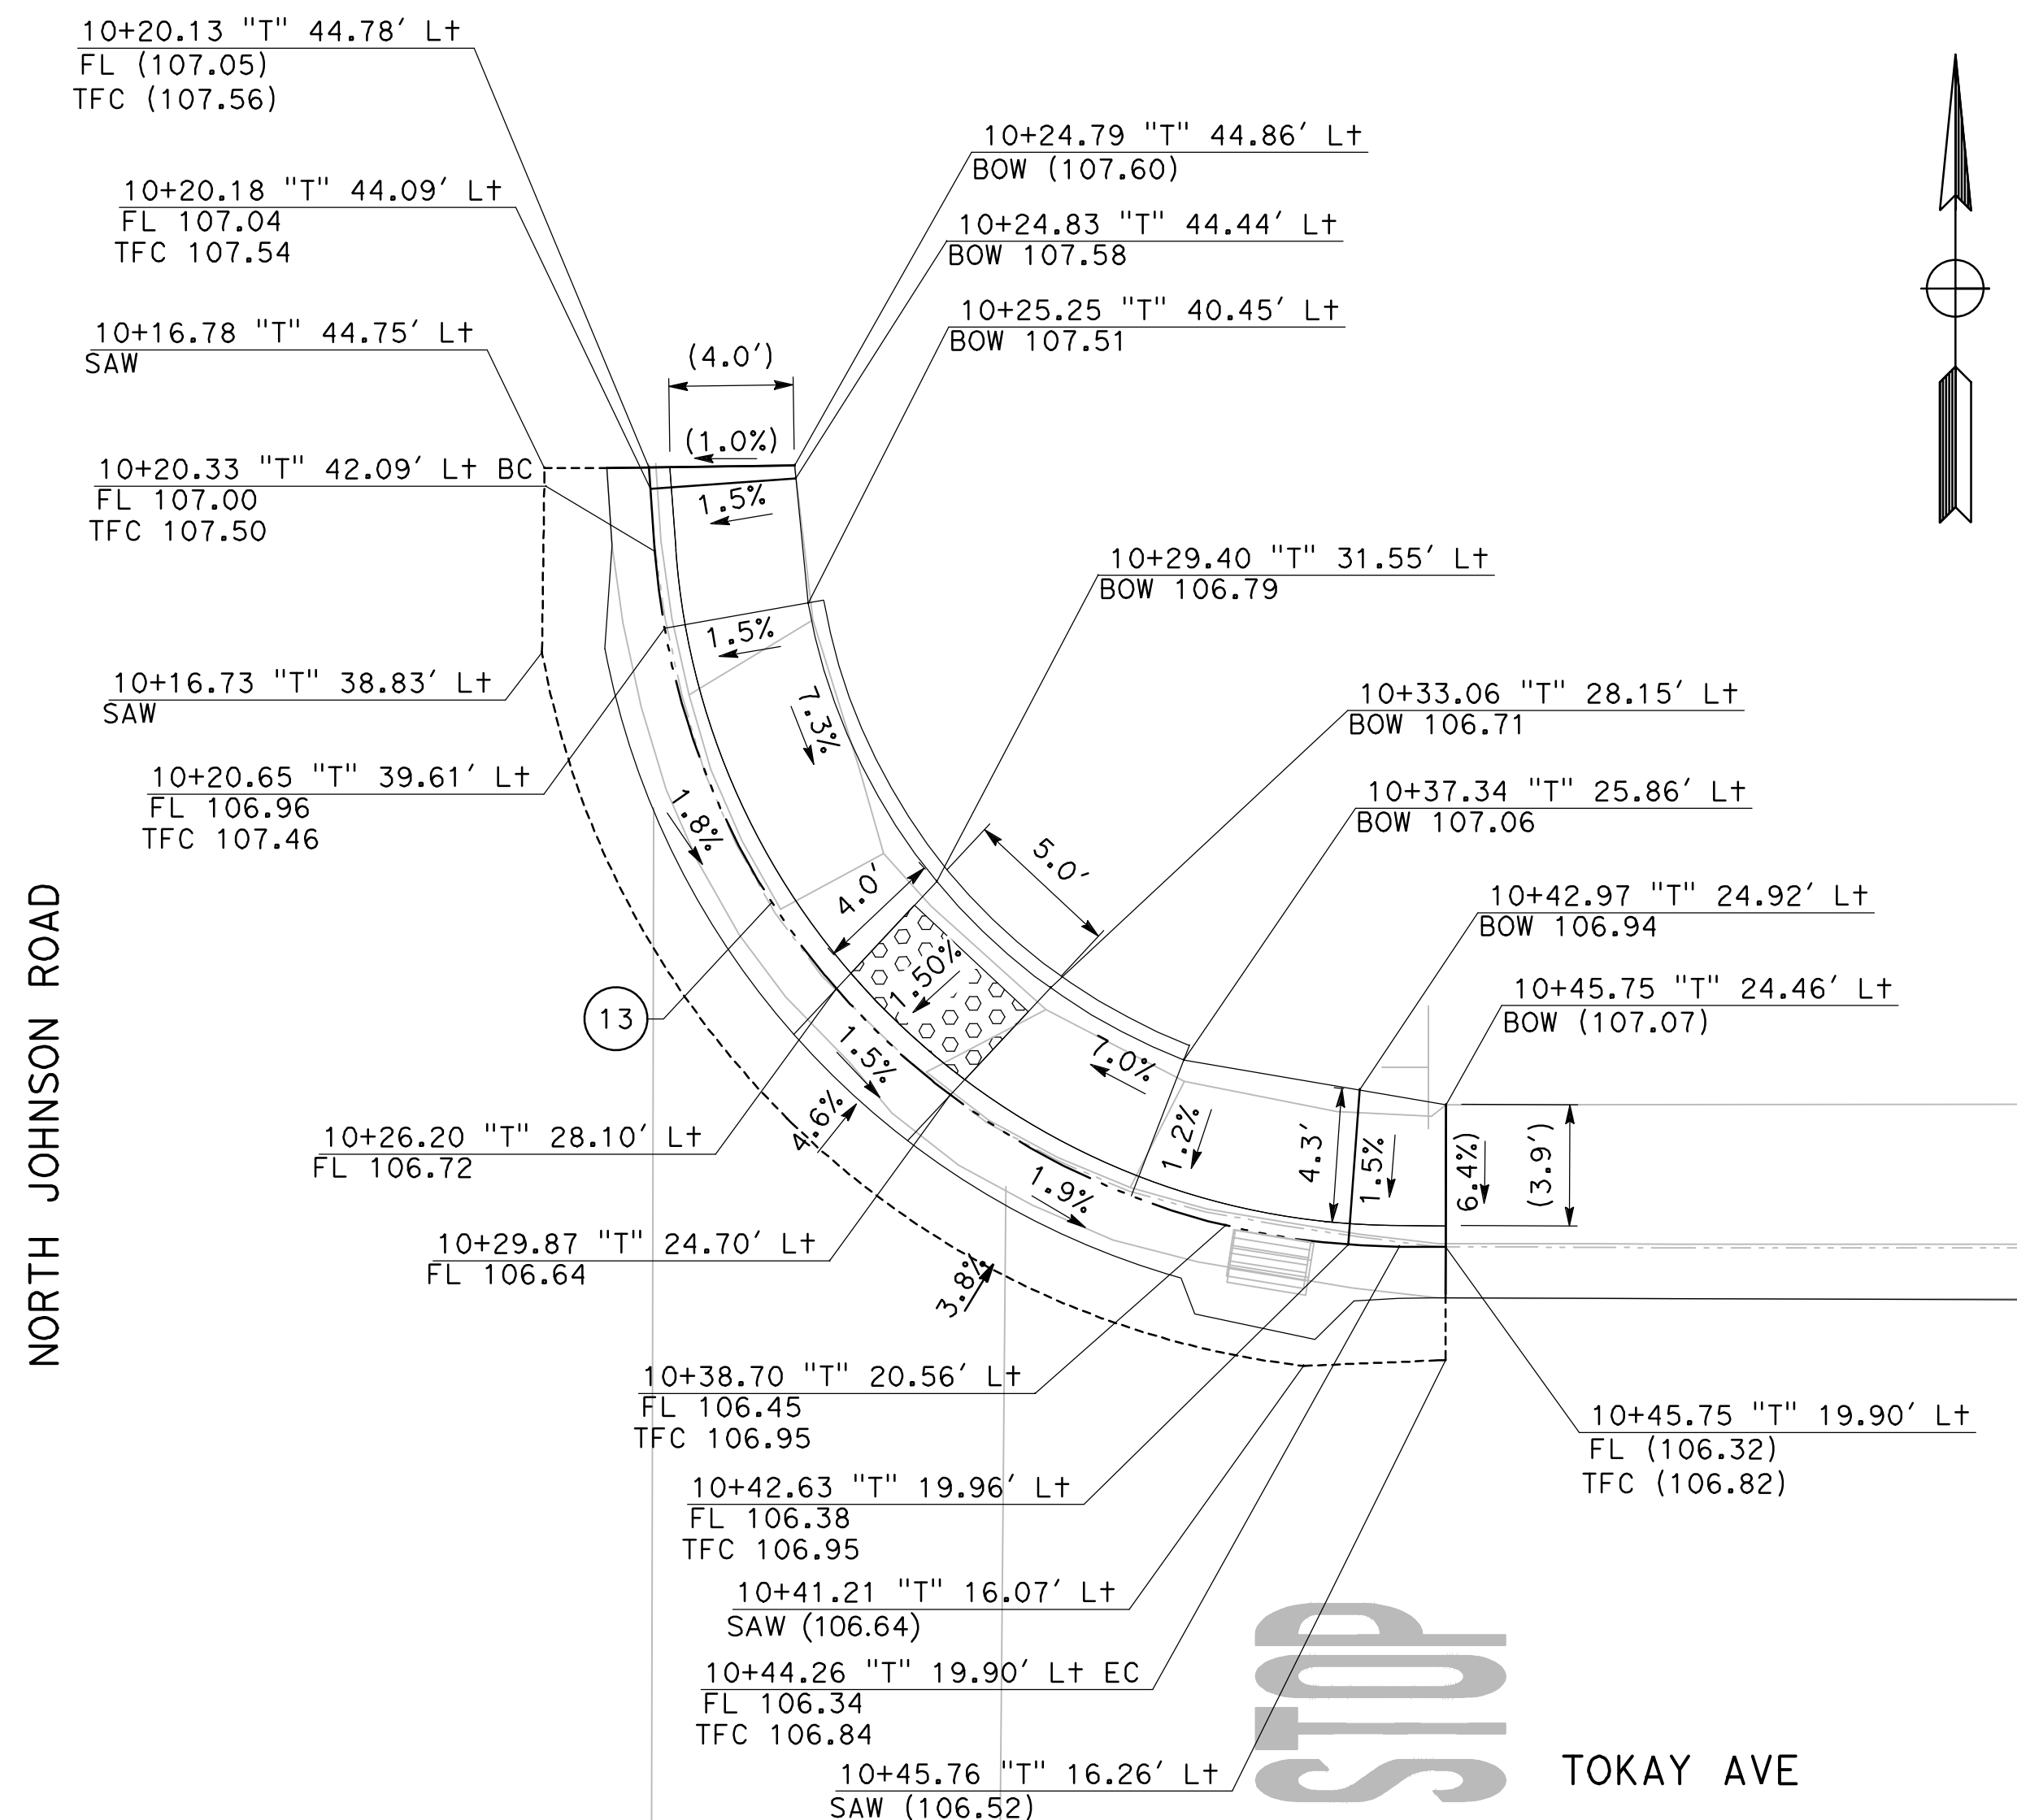 10+20.13 "T" 44.78' Lt
FL (107.05)
TFC (107.56)
10+20.18 "T" 44.09' Lt
FL 107.04
TFC 107.54
10+16.78 "T" 44.75' Lt
SAW
10+20.33 "T" 42.09' Lt BC
FL 107.00
TFC 107.50
10+16.73 "T" 38.83' Lt
SAW
10+20.65 "T" 39.61' Lt
FL 106.96
TFC 107.46
10+24.79 "T" 44.86' Lt
BOW (107.60)
10+24.83 "T" 44.44' Lt
BOW 107.58
10+25.25 "T" 40.45' Lt
BOW 107.51
(4.0')
(1.0%)
1.5%
1.5%
7.3%
1.8%
10+29.40 "T" 31.55' Lt
BOW 106.79
10+33.06 "T" 28.15' Lt
BOW 106.71
10+37.34 "T" 25.86' Lt
BOW 107.06
10+42.97 "T" 24.92' Lt
BOW 106.94
10+45.75 "T" 24.46' Lt
BOW (107.07)
5.0'
4.0'
1.50%
13
1.5%
7.0%
4.6%
1.2%
4.3'
1.5%
6.4%)
(3.9')
1.9%
3.8%
NORTH JOHNSON ROAD
10+26.20 "T" 28.10' Lt
FL 106.72
10+29.87 "T" 24.70' Lt
FL 106.64
10+38.70 "T" 20.56' Lt
FL 106.45
TFC 106.95
10+42.63 "T" 19.96' Lt
FL 106.38
TFC 106.95
10+41.21 "T" 16.07' Lt
SAW (106.64)
10+44.26 "T" 19.90' Lt EC
FL 106.34
TFC 106.84
10+45.76 "T" 16.26' Lt
SAW (106.52)
10+45.75 "T" 19.90' Lt
FL (106.32)
TFC (106.82)
STOP
TOKAY AVE